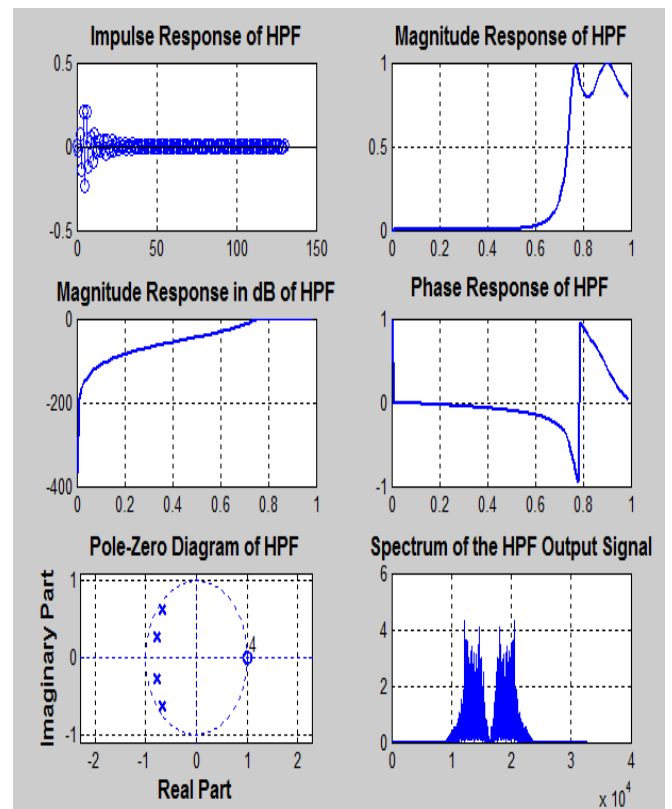 Impulse Response of HPF
0.5
0
-0.5
0 50 100 150
Magnitude Response of HPF
1
0.5
0
0 0.2 0.4 0.6 0.8 1
Magnitude Response in dB of HPF
0
-200
-400
0 0.2 0.4 0.6 0.8 1
Phase Response of HPF
1
0
-1
0 0.2 0.4 0.6 0.8 1
Pole-Zero Diagram of HPF
Imaginary Part
1
0
-1
4
-2 -1 0 1 2
Real Part
Spectrum of the HPF Output Signal
6
4
2
0
0 1 2 3 4
x 10^4